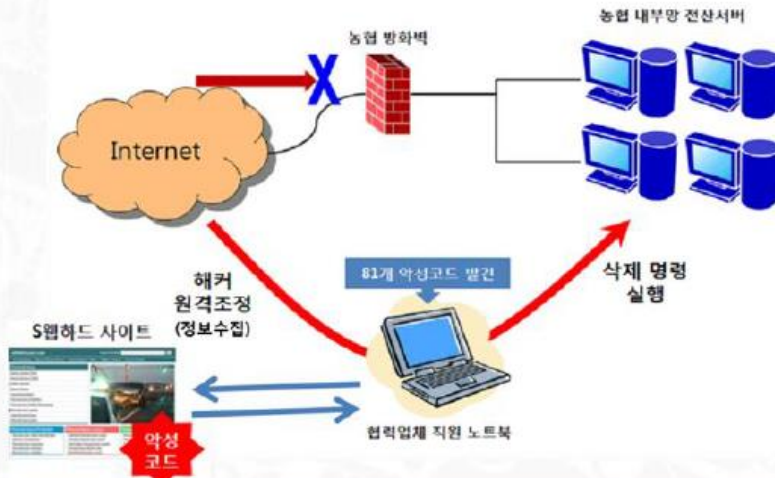 농협 내부망 전산서버
농협 방화벽
Internet
81개 악성코드 발견
해커
원격조정
(정보수집)
삭제 명령
실행
S웹하드 사이트
협력업체 직원 노트북
악성
코드